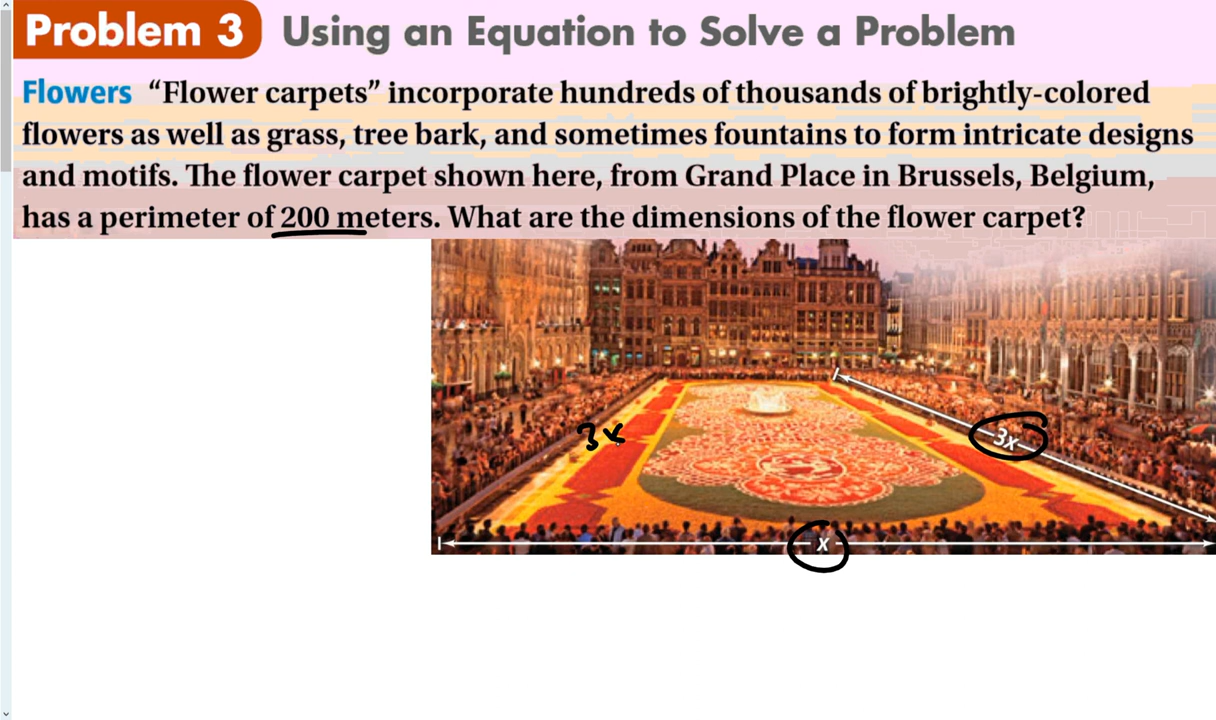 Problem 3 Using an Equation to Solve a Problem
Flowers “Flower carpets” incorporate hundreds of thousands of brightly-colored
flowers as well as grass, tree bark, and sometimes fountains to form intricate designs
and motifs. The flower carpet shown here, from Grand Place in Brussels, Belgium,
has a perimeter of 200 meters. What are the dimensions of the flower carpet?
3x
3x
x